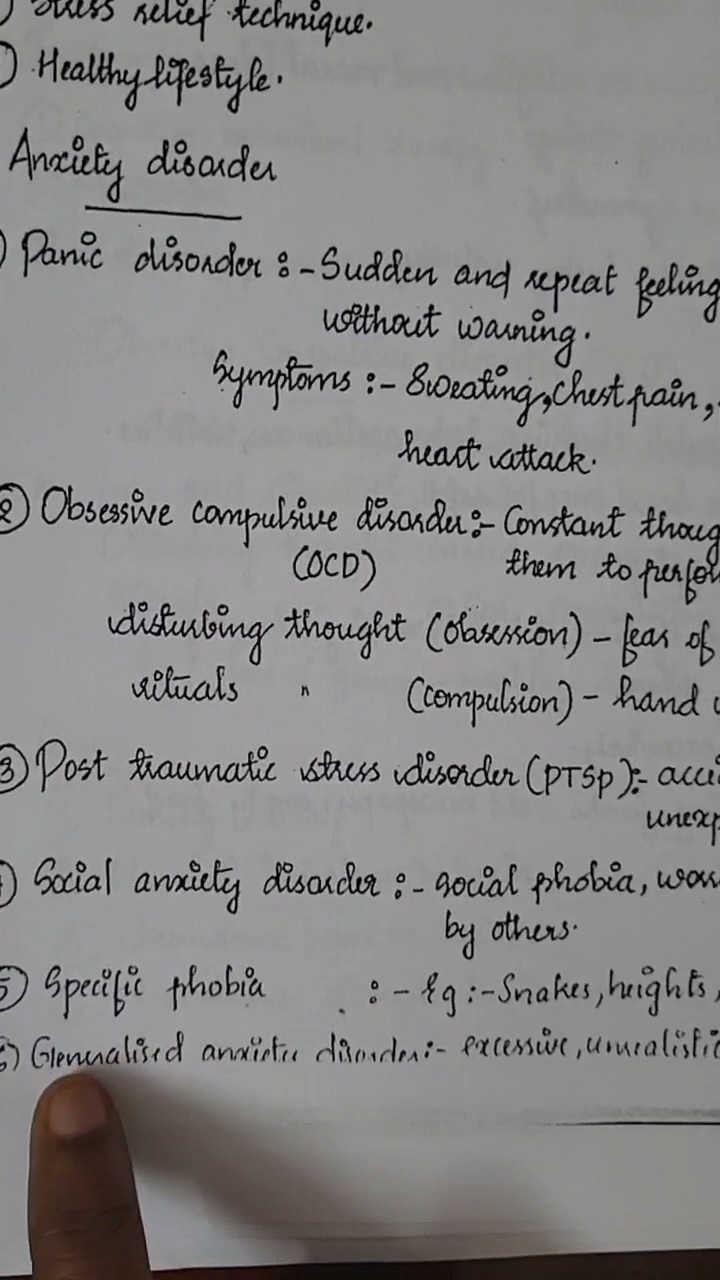 ) Stress relief technique.
) Healthy lifestyle.
Anxiety disorder
) Panic disorder :- Sudden and repeat feeling
without warning.
Symptoms :- Sweating, chest pain,
heart attack.
② Obsessive compulsive disorder :- Constant thoug
(OCD) them to perfo
disturbing thought (obsession) - fear of
rituals " (compulsion) - hand
③ Post traumatic stress disorder (PTSD):- acci
unexp
) Social anxiety disorder :- social phobia, wor
by others.
5) Specific phobia :- Eg :- Snakes, heights,
6) Generalised anxiety disorder:- excessive, unrealistic